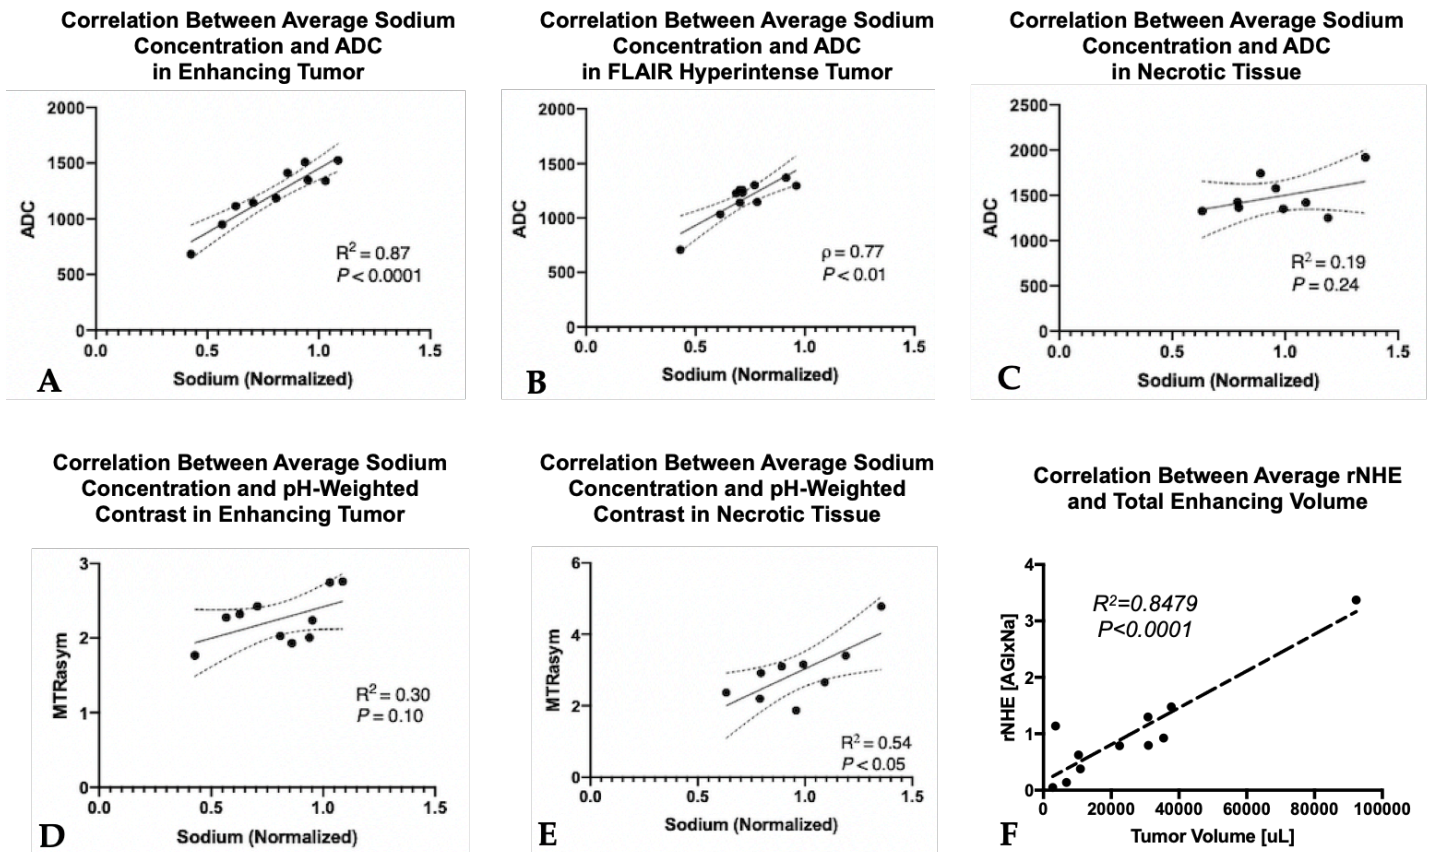 Correlation Between Average Sodium
Concentration and ADC
in Enhancing Tumor
2000
1500
1000
500
0
ADC
R² = 0.87
P < 0.0001
0.0 0.5 1.0 1.5
Sodium (Normalized)
A
Correlation Between Average Sodium
Concentration and ADC
in FLAIR Hyperintense Tumor
2000
1500
1000
500
0
ADC
ρ = 0.77
P < 0.01
0.0 0.5 1.0 1.5
Sodium (Normalized)
B
Correlation Between Average Sodium
Concentration and ADC
in Necrotic Tissue
2500
2000
1500
1000
500
0
ADC
R² = 0.19
P = 0.24
0.0 0.5 1.0 1.5
Sodium (Normalized)
C
Correlation Between Average Sodium
Concentration and pH-Weighted
Contrast in Enhancing Tumor
3
2
1
0
MTRasym
R² = 0.30
P = 0.10
0.0 0.5 1.0 1.5
Sodium (Normalized)
D
Correlation Between Average Sodium
Concentration and pH-Weighted
Contrast in Necrotic Tissue
6
4
2
0
MTRasym
R² = 0.54
P < 0.05
0.0 0.5 1.0 1.5
Sodium (Normalized)
E
Correlation Between Average rNHE
and Total Enhancing Volume
4
3
2
1
0
rNHE [AGIxNa]
R²=0.8479
P<0.0001
0 20000 40000 60000 80000 100000
Tumor Volume [uL]
F